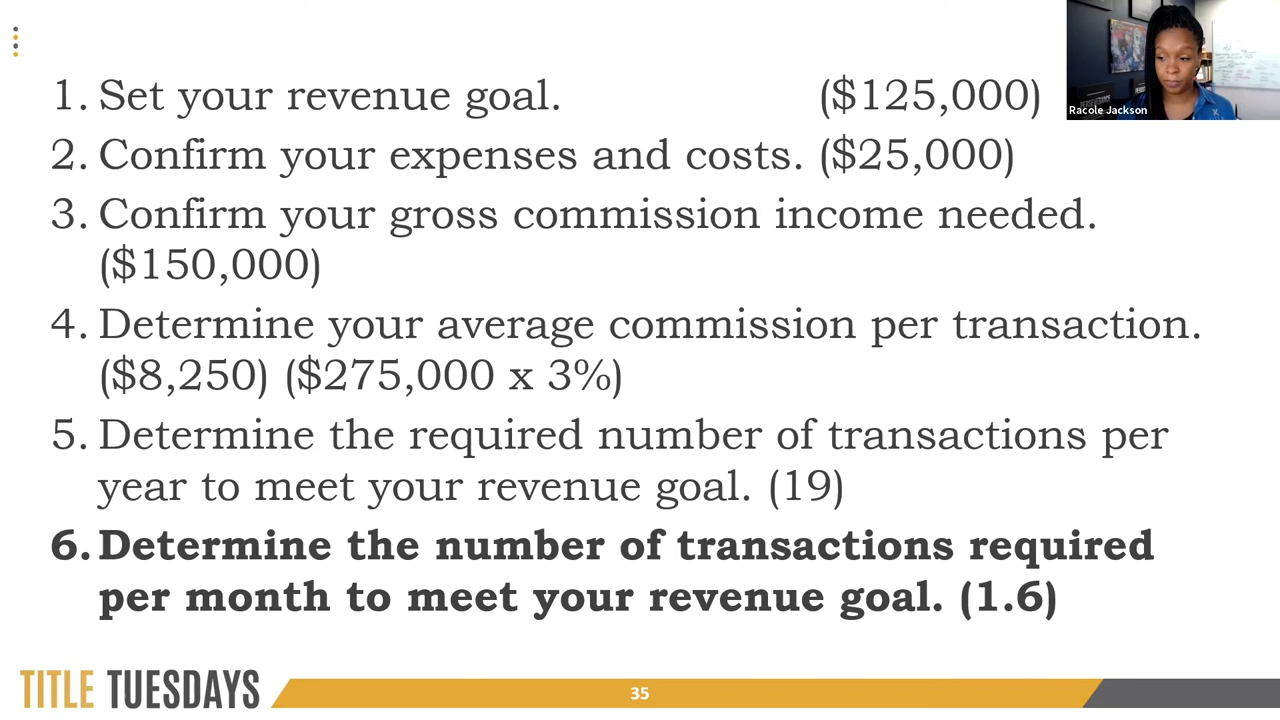 1. Set your revenue goal. ($125,000)
2. Confirm your expenses and costs. ($25,000)
3. Confirm your gross commission income needed.
($150,000)
4. Determine your average commission per transaction.
($8,250) ($275,000 x 3%)
5. Determine the required number of transactions per
year to meet your revenue goal. (19)
6. Determine the number of transactions required
per month to meet your revenue goal. (1.6)
Racole Jackson
TITLE TUESDAYS
35